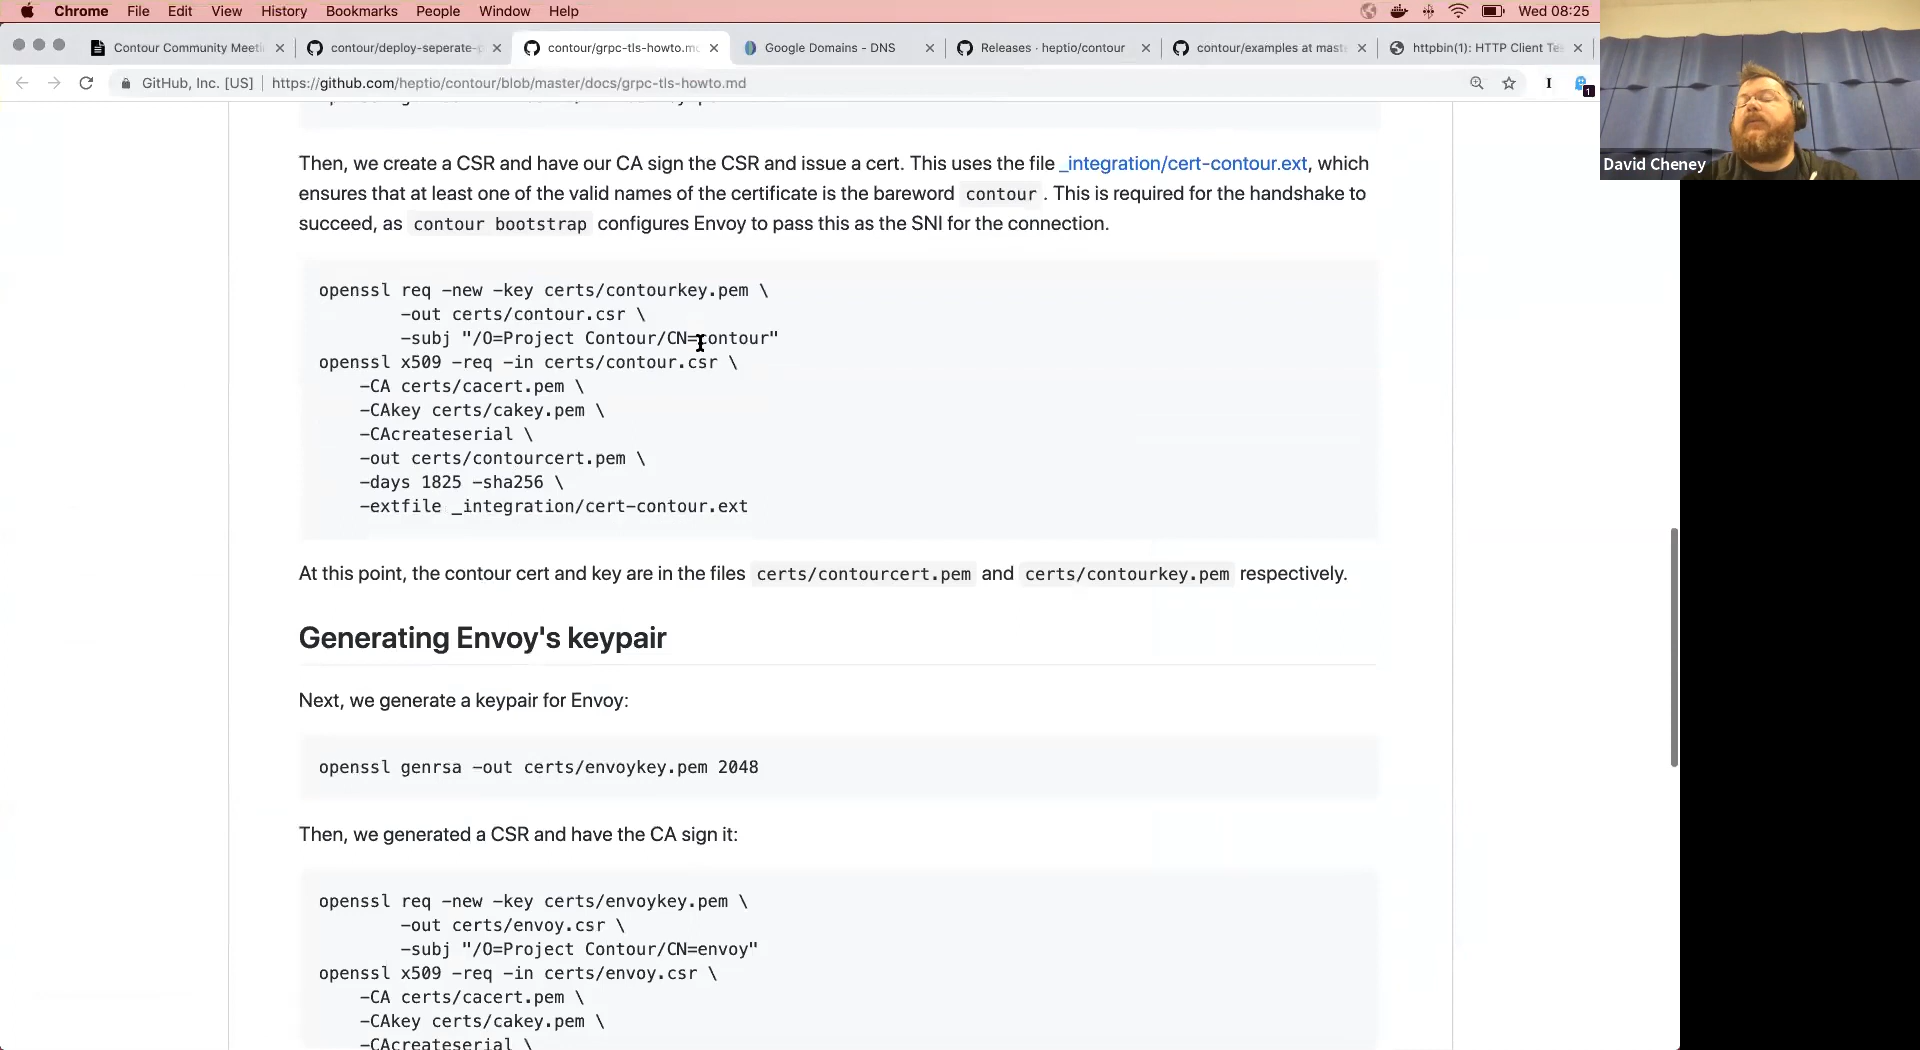 Chrome File Edit View History Bookmarks People Window Help Wed 08:25
Contour Community Meeti contour/deploy-seperate-p contour/grpc-tls-howto.m Google Domains - DNS Releases · heptio/contour contour/examples at mast httpbin(1): HTTP Client Te
GitHub, Inc. [US] https://github.com/heptio/contour/blob/master/docs/grpc-tls-howto.md
1
David Cheney
Then, we create a CSR and have our CA sign the CSR and issue a cert. This uses the file _integration/cert-contour.ext, which
ensures that at least one of the valid names of the certificate is the bareword contour . This is required for the handshake to
succeed, as contour bootstrap configures Envoy to pass this as the SNI for the connection.
openssl req -new -key certs/contourkey.pem \
-out certs/contour.csr \
-subj "/O=Project Contour/CN=contour"
openssl x509 -req -in certs/contour.csr \
-CA certs/cacert.pem \
-CAkey certs/cakey.pem \
-CAcreateserial \
-out certs/contourcert.pem \
-days 1825 -sha256 \
-extfile _integration/cert-contour.ext
At this point, the contour cert and key are in the files certs/contourcert.pem and certs/contourkey.pem respectively.
Generating Envoy's keypair
Next, we generate a keypair for Envoy:
openssl genrsa -out certs/envoykey.pem 2048
Then, we generated a CSR and have the CA sign it:
openssl req -new -key certs/envoykey.pem \
-out certs/envoy.csr \
-subj "/O=Project Contour/CN=envoy"
openssl x509 -req -in certs/envoy.csr \
-CA certs/cacert.pem \
-CAkey certs/cakey.pem \
-CAcreateserial \